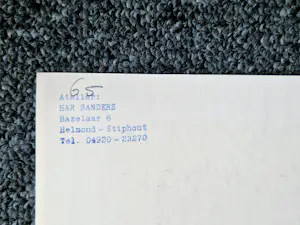 65
Atelier:
HAR SANDERS
Hazelaar 6
Helmond - Stiphout
Tel. 04920 - 23270